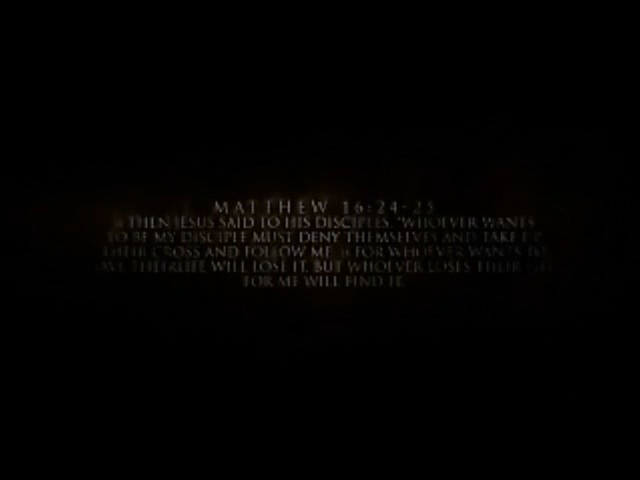 MATTHEW 16:24-25
THEN JESUS SAID TO HIS DISCIPLES, "WHOEVER WANTS
TO BE MY DISCIPLE MUST DENY THEMSELVES AND TAKE UP
THEIR CROSS AND FOLLOW ME. FOR WHOEVER WANTS
THEIR LIFE WILL LOSE IT, BUT WHOEVER LOSES THEIR
FOR ME WILL FIND IT.